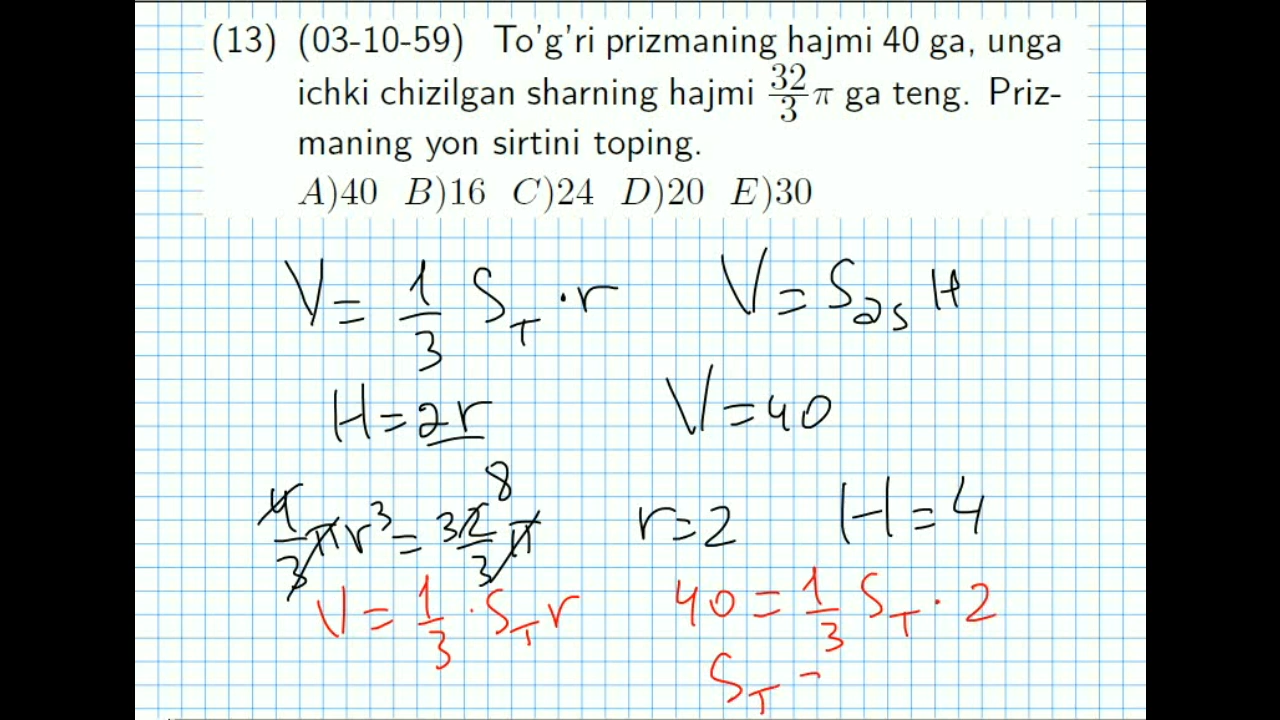 (13) (03-10-59) To'g'ri prizmaning hajmi 40 ga, unga
ichki chizilgan sharning hajmi 32/3 π ga teng. Priz-
maning yon sirtini toping.
A)40 B)16 C)24 D)20 E)30
V = 1/3 S_T · r V = S_as H
H = 2r V = 40
4/3 π r³ = 32/3 π 8 r = 2 H = 4
V = 1/3 · S_T r 40 = 1/3 S_T · 2
S_T -